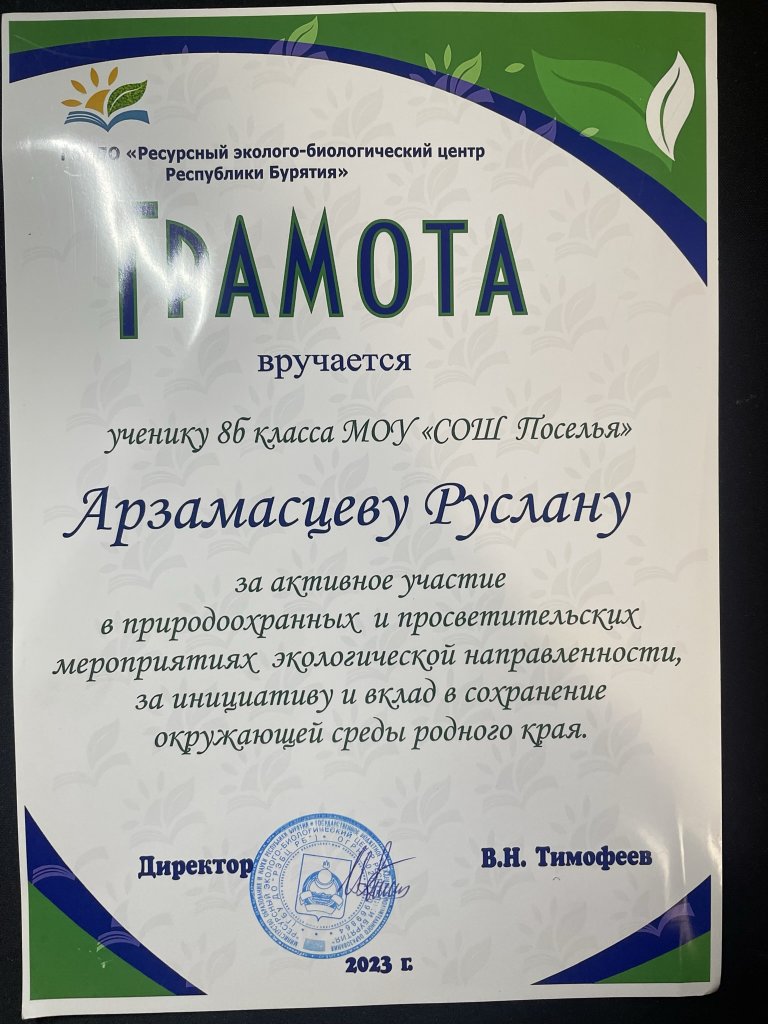 «Ресурсный эколого-биологический центр
Республики Бурятия»
ГРАМОТА
вручается
ученику 8б класса МОУ «СОШ Поселья»
Арзамасцеву Руслану
за активное участие
в природоохранных и просветительских
мероприятиях экологической направленности,
за инициативу и вклад в сохранение
окружающей среды родного края.
Директор
В.Н. Тимофеев
2023 г.